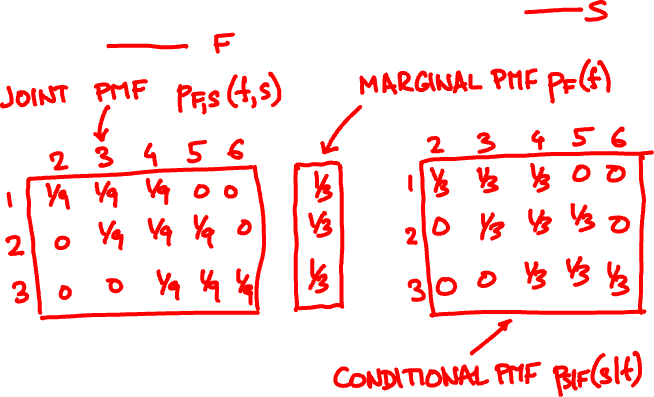 S
F
JOINT PMF PF,S(f,s)
MARGINAL PMF PF(f)
2 3 4 5 6
1 1/9 1/9 1/9 0 0
2 0 1/9 1/9 1/9 0
3 0 0 1/9 1/9 1/9
1/3
1/3
1/3
2 3 4 5 6
1 1/3 1/3 1/3 0 0
2 0 1/3 1/3 1/3 0
3 0 0 1/3 1/3 1/3
CONDITIONAL PMF PS|F(s|f)